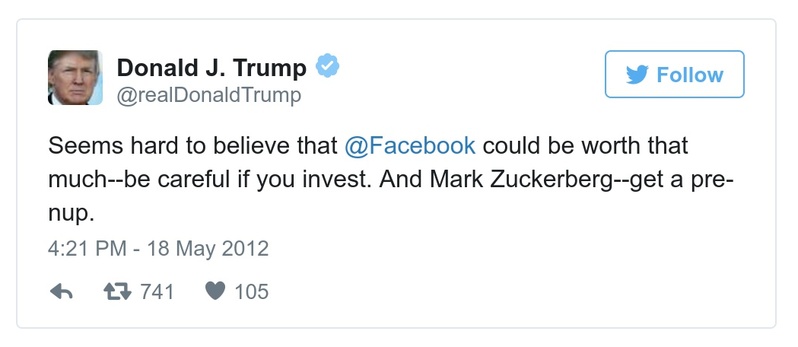 Donald J. Trump
@realDonaldTrump
Follow
Seems hard to believe that @Facebook could be worth that
much--be careful if you invest. And Mark Zuckerberg--get a pre-
nup.
4:21 PM - 18 May 2012
741 105